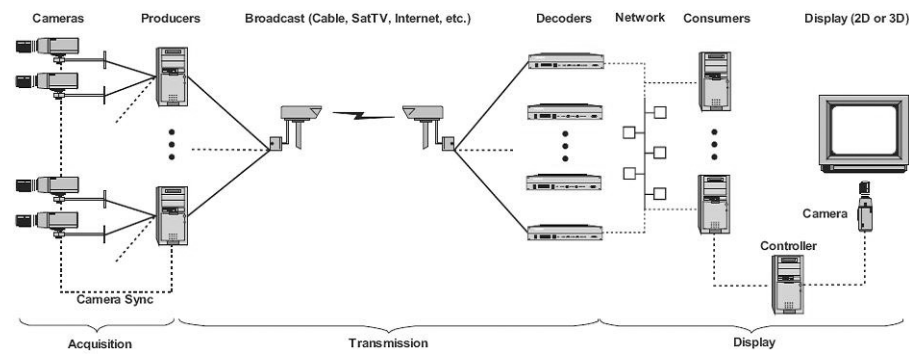 Cameras
Producers
Broadcast (Cable, SatTV, Internet, etc.)
Decoders
Network
Consumers
Display (2D or 3D)
Camera
Controller
Camera Sync
Acquisition
Transmission
Display